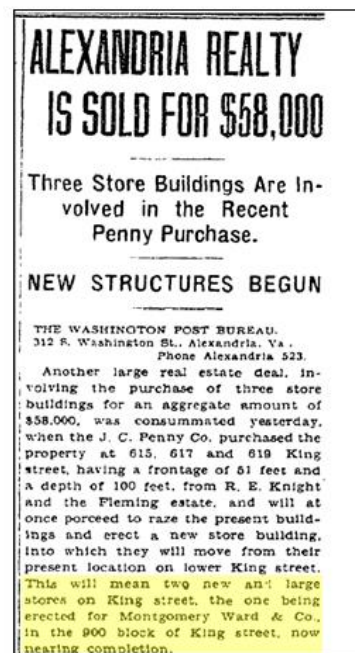 ALEXANDRIA REALTY
IS SOLD FOR $58,000
Three Store Buildings Are In-
volved in the Recent
Penny Purchase.
NEW STRUCTURES BEGUN
THE WASHINGTON POST BUREAU.
312 S. Washington St., Alexandria, Va.
Phone Alexandria 523.
Another large real estate deal, in-
volving the purchase of three store
buildings for an aggregate amount of
$58,000, was consummated yesterday,
when the J. C. Penny Co. purchased the
property at 615, 617 and 619 King
street, having a frontage of 51 feet and
a depth of 100 feet, from R. E. Knight
and the Fleming estate, and will at
once porceed to raze the present build-
ings and erect a new store building,
into which they will move from their
present location on lower King street.
This will mean two new and large
stores on King street, the one being
erected for Montgomery Ward & Co.,
in the 900 block of King street, now
nearing completion.